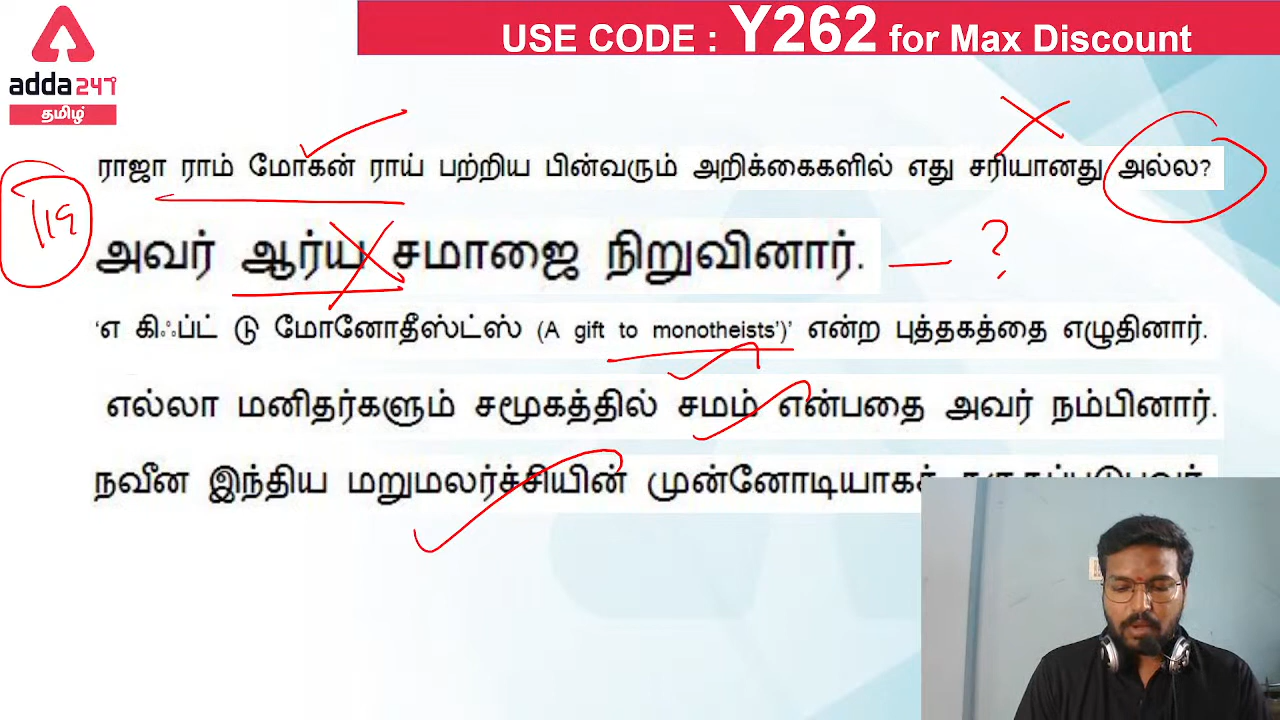 USE CODE : Y262 for Max Discount
adda247
தமிழ்
ராஜா ராம் மோகன் ராய் பற்றிய பின்வரும் அறிக்கைகளில் எது சரியானது அல்ல?
119
அவர் ஆர்ய சமாஜை நிறுவினார்.
?
‘எ கிஃப்ட் டு மோனோதீஸ்ட்ஸ் (A gift to monotheists')’ என்ற புத்தகத்தை எழுதினார்.
எல்லா மனிதர்களும் சமூகத்தில் சமம் என்பதை அவர் நம்பினார்.
நவீன இந்திய மறுமலர்ச்சியின் முன்னோடியாகக்